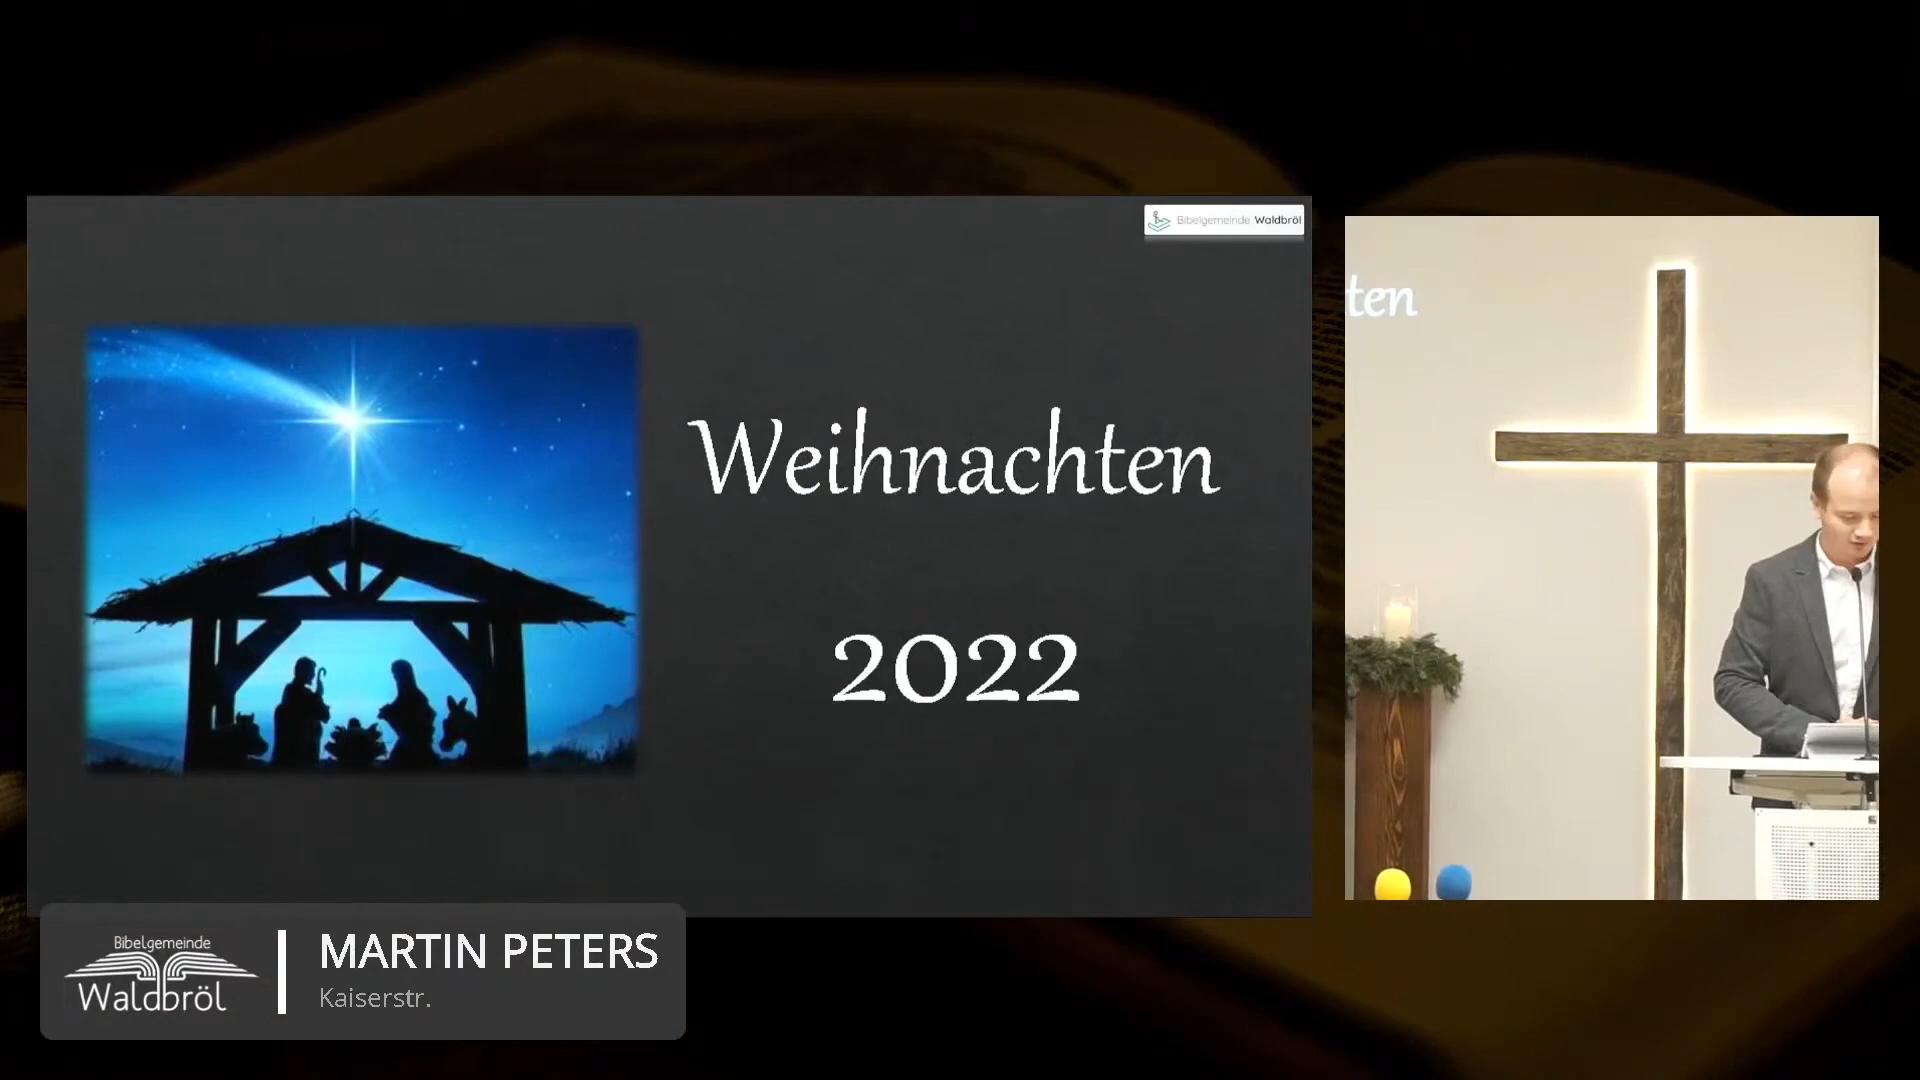 Bibelgemeinde Waldbröl
Weihnachten
2022
ten
Bibelgemeinde
Waldbröl
MARTIN PETERS
Kaiserstr.